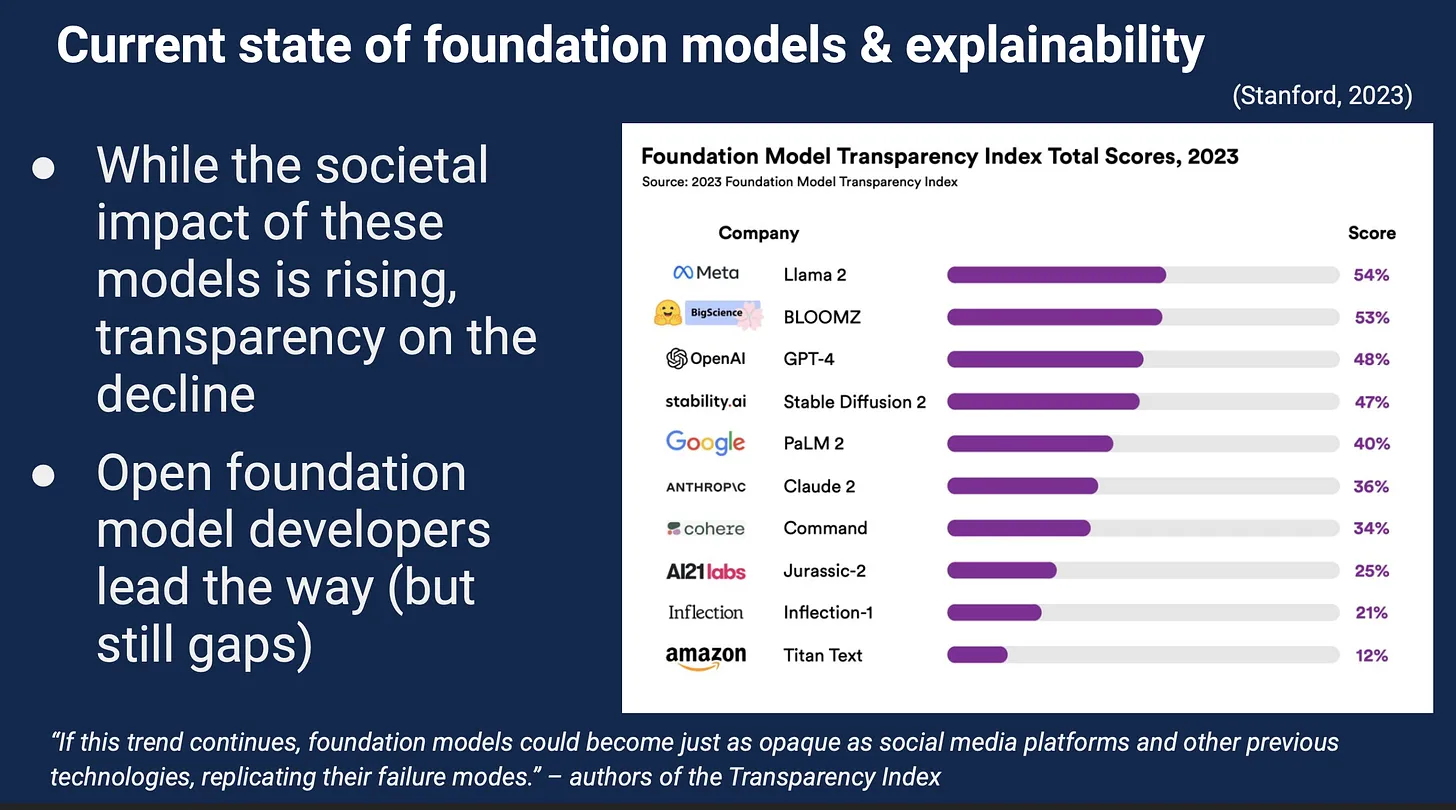 Current state of foundation models & explainability
(Stanford, 2023)
● While the societal
impact of these
models is rising,
transparency on the
decline
● Open foundation
model developers
lead the way (but
still gaps)
Foundation Model Transparency Index Total Scores, 2023
Source: 2023 Foundation Model Transparency Index
Company Score
Meta Llama 2 54%
BigScience BLOOMZ 53%
OpenAI GPT-4 48%
stability.ai Stable Diffusion 2 47%
Google PaLM 2 40%
ANTHROP\C Claude 2 36%
cohere Command 34%
AI21labs Jurassic-2 25%
Inflection Inflection-1 21%
amazon Titan Text 12%
“If this trend continues, foundation models could become just as opaque as social media platforms and other previous
technologies, replicating their failure modes.” – authors of the Transparency Index